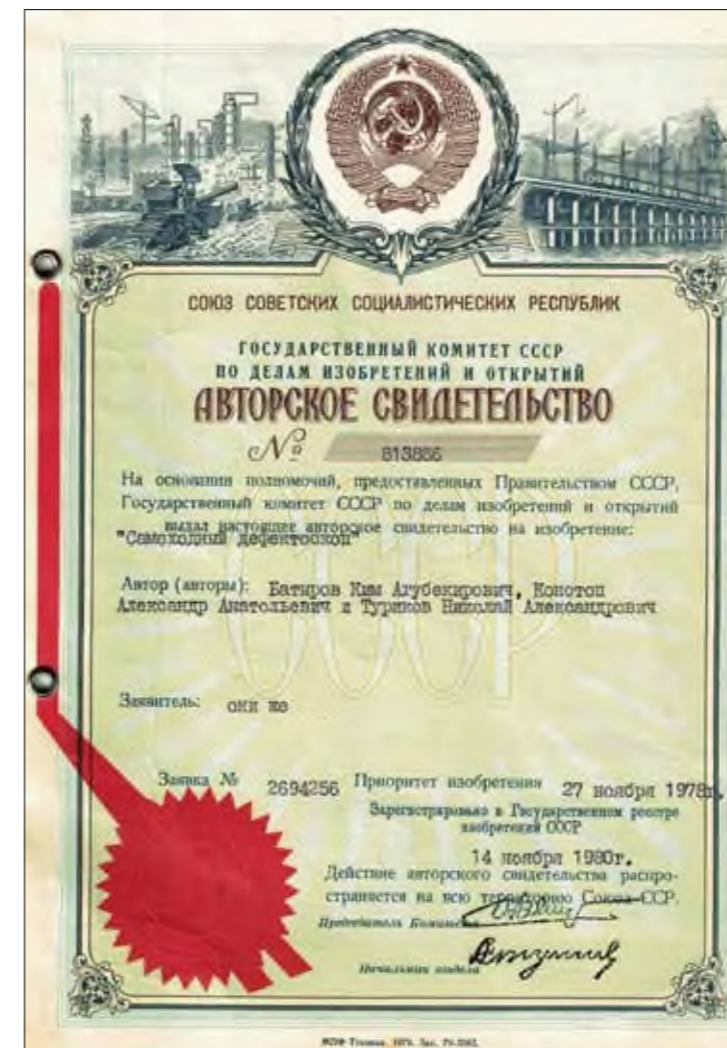 СОЮЗ СОВЕТСКИХ СОЦИАЛИСТИЧЕСКИХ РЕСПУБЛИК
ГОСУДАРСТВЕННЫЙ КОМИТЕТ СССР
ПО ДЕЛАМ ИЗОБРЕТЕНИЙ И ОТКРЫТИЙ
АВТОРСКОЕ СВИДЕТЕЛЬСТВО
№ 813886
На основании полномочий, предоставленных Правительством СССР,
Государственный комитет СССР по делам изобретений и открытий
выдал настоящее авторское свидетельство на изобретение:
"Самоходный дефектоскоп"
Автор (авторы): Батыров Ким Агубекирович, Конотоп
Александр Анатольевич и Туриков Николай Александрович
СССР
Заявитель: они же
Заявка № 2694256 Приоритет изобретения 27 ноября 1978г.
Зарегистрировано в Государственном реестре
изобретений СССР
14 ноября 1980г.
Действие авторского свидетельства распро-
страняется на всю территорию Союза ССР.
Председатель Комитета
Начальник отдела